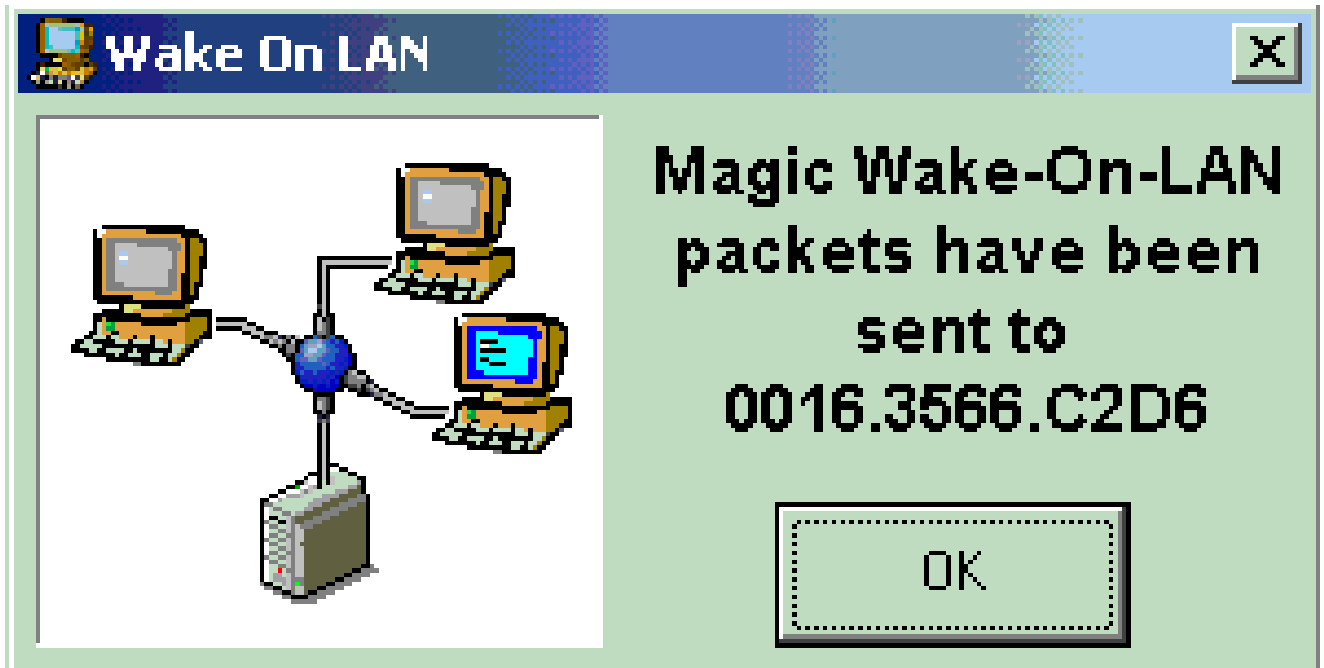 Wake On LAN
Magic Wake-On-LAN
packets have been
sent to
0016.3566.C2D6
OK